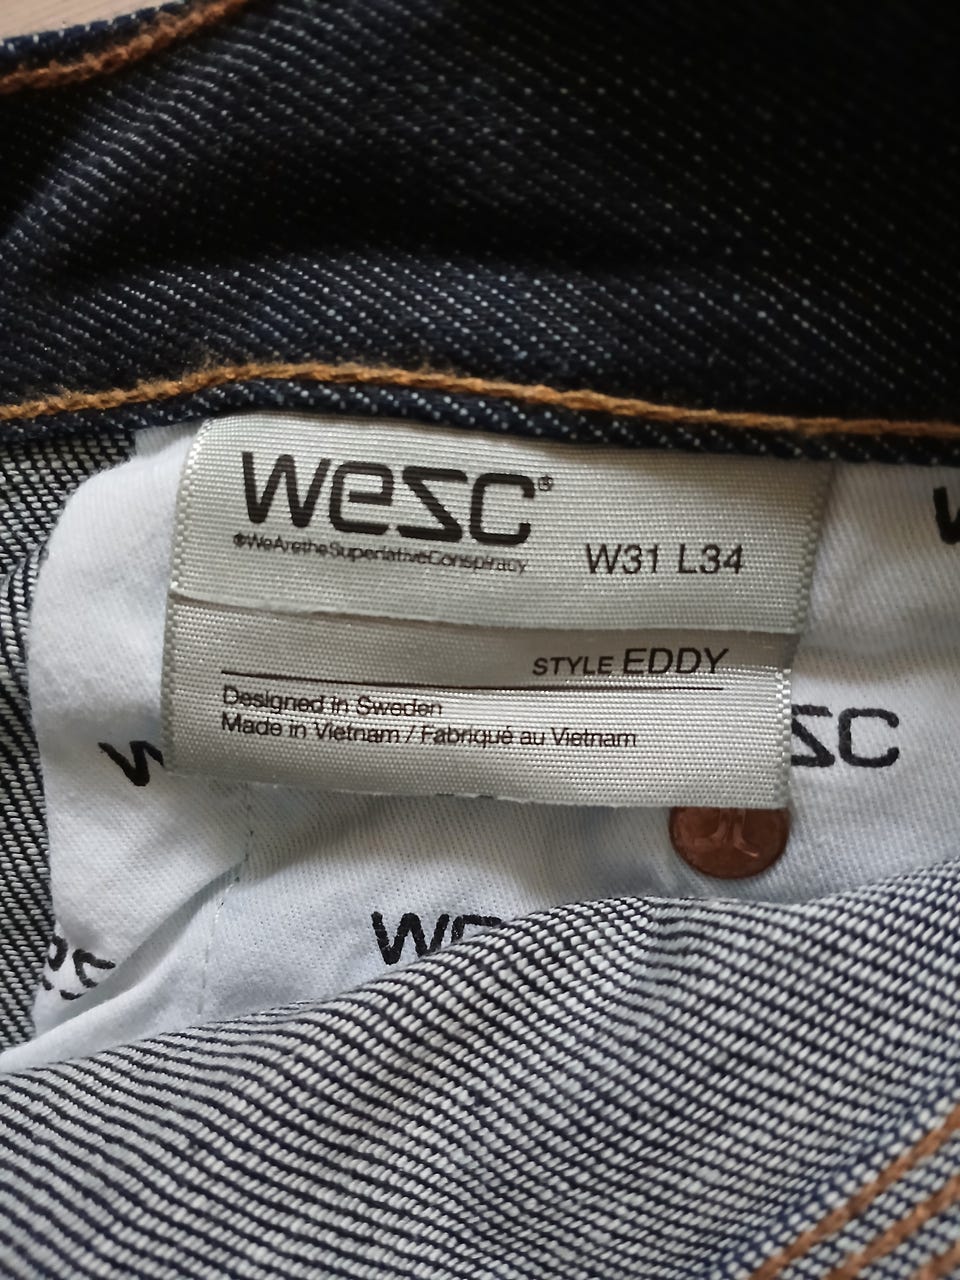 wesc®
®WeAretheSuperlativeConspiracy
W31 L34
STYLE EDDY
Designed in Sweden
Made in Vietnam / Fabriqué au Vietnam